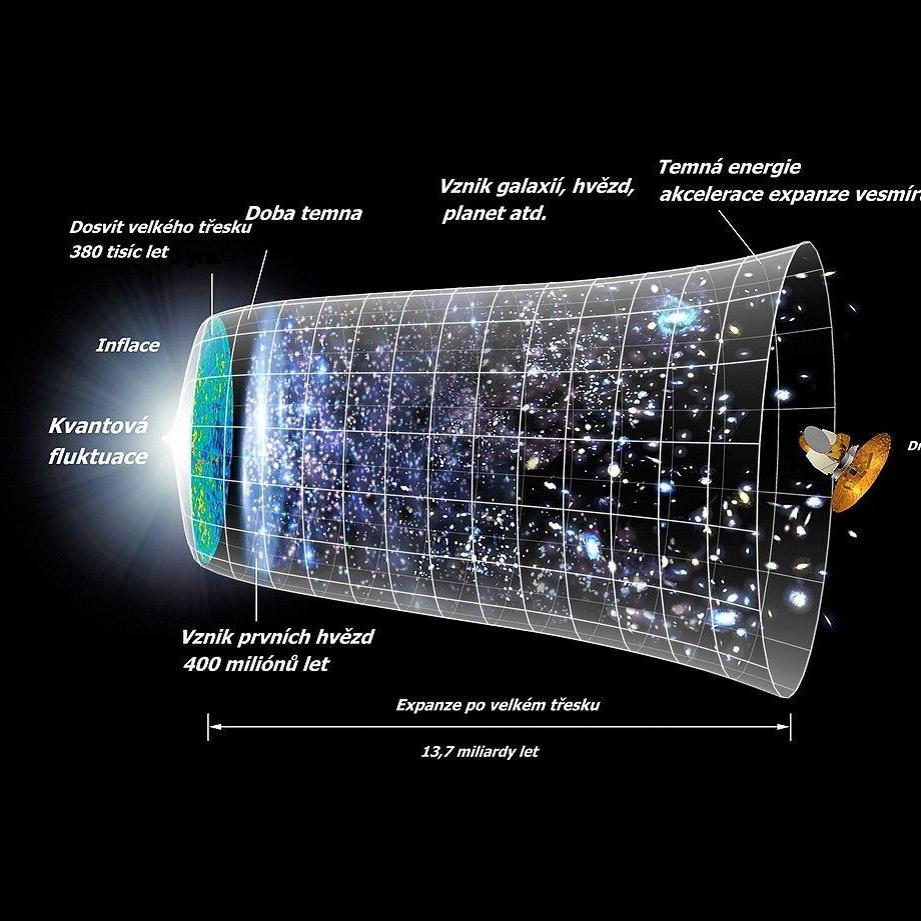 Temná energie
akcelerace expanze vesmír
Vznik galaxií, hvězd,
planet atd.
Doba temna
Dosvit velkého třesku
380 tisíc let
Inflace
Kvantová
fluktuace
Vznik prvních hvězd
400 miliónů let
Expanze po velkém třesku
13,7 miliardy let